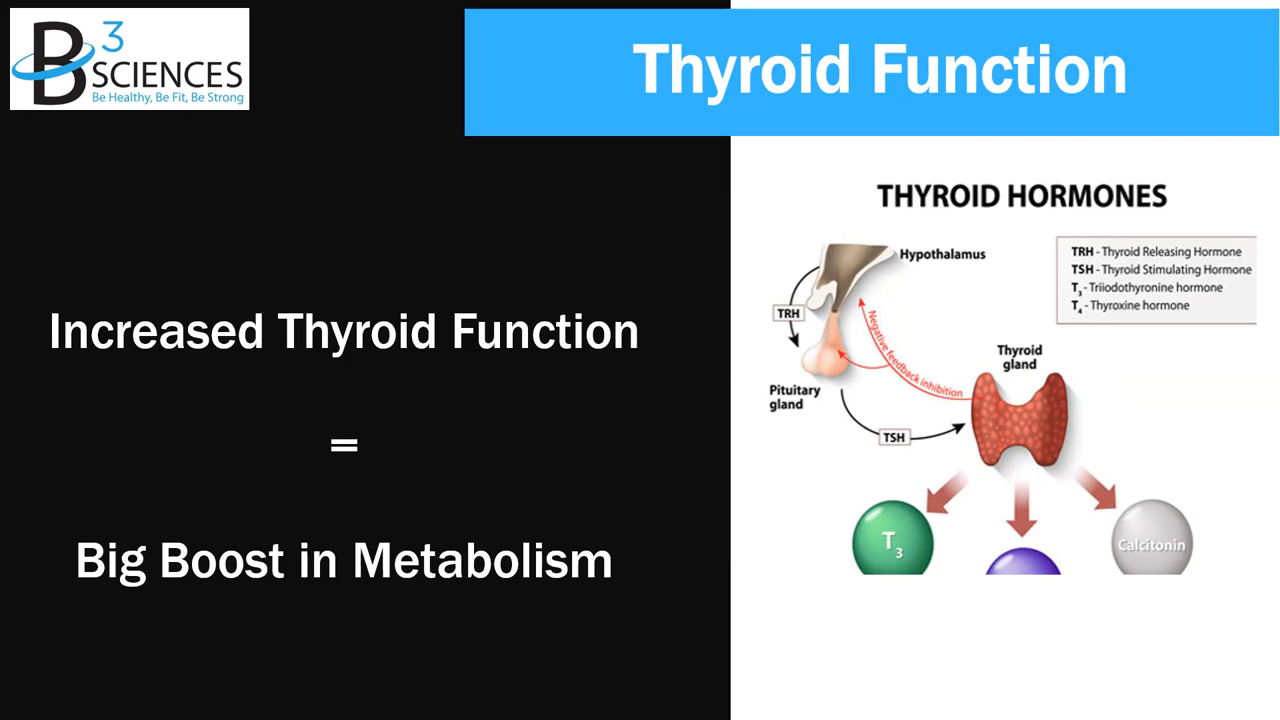 B3 SCIENCES
Be Healthy, Be Fit, Be Strong
Thyroid Function
Increased Thyroid Function
=
Big Boost in Metabolism
THYROID HORMONES
Hypothalamus
TRH - Thyroid Releasing Hormone
TSH - Thyroid Stimulating Hormone
T3 - Triiodothyronine hormone
T4 - Thyroxine hormone
TRH
Negative feedback inhibition
Thyroid
gland
Pituitary
gland
TSH
T3
Calcitonin